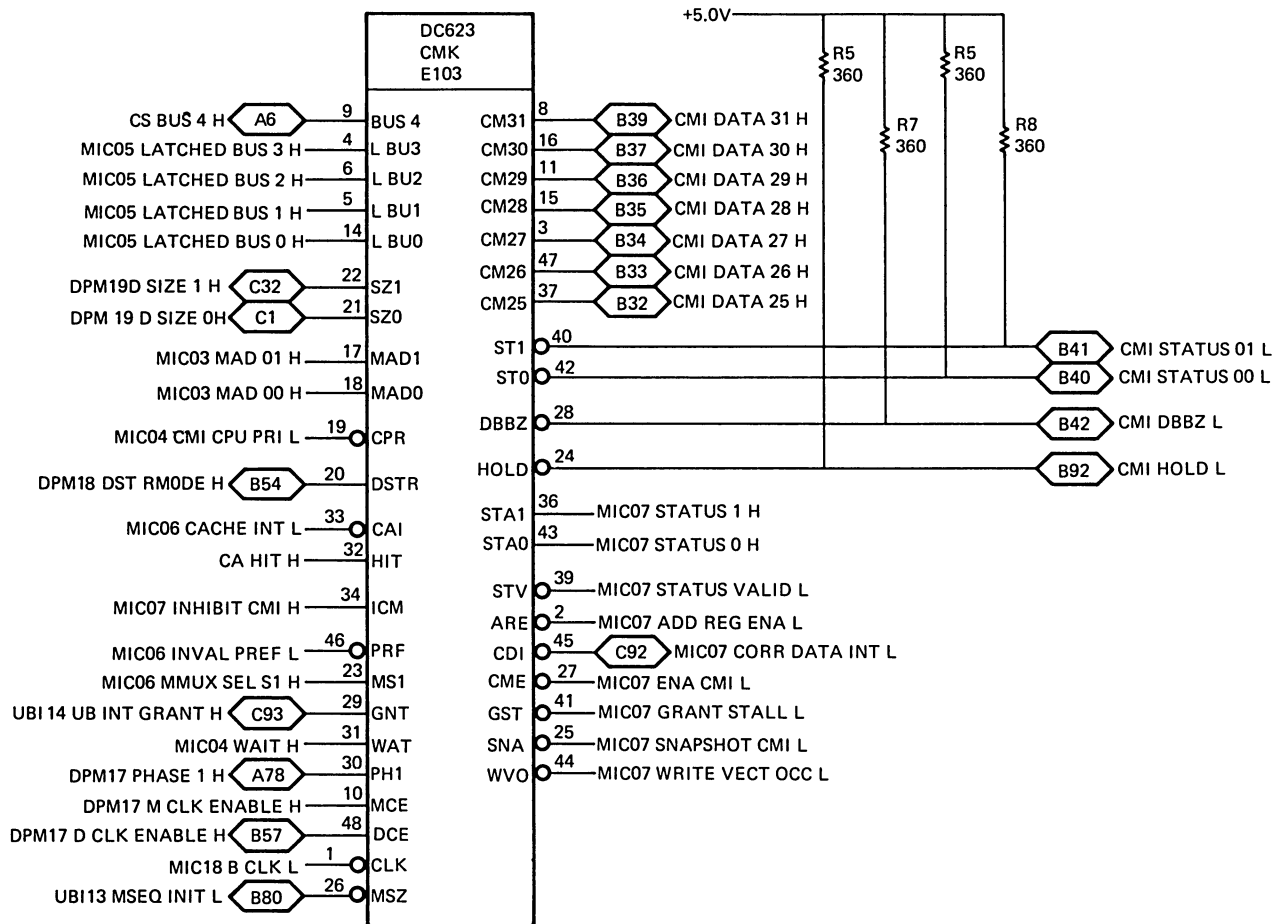 +5.0V
DC623
CMK
E103
R5
360
R5
360
R7
360
R8
360
CS BUS 4 H A6 9 BUS 4 CM31 8 B39 CMI DATA 31 H
MIC05 LATCHED BUS 3 H 4 L BU3 CM30 16 B37 CMI DATA 30 H
MIC05 LATCHED BUS 2 H 6 L BU2 CM29 11 B36 CMI DATA 29 H
MIC05 LATCHED BUS 1 H 5 L BU1 CM28 15 B35 CMI DATA 28 H
MIC05 LATCHED BUS 0 H 14 L BU0 CM27 3 B34 CMI DATA 27 H
CM26 47 B33 CMI DATA 26 H
DPM19D SIZE 1 H C32 22 SZ1
CM25 37 B32 CMI DATA 25 H
DPM 19 D SIZE 0H C1 21 SZ0
ST1 40 B41 CMI STATUS 01 L
MIC03 MAD 01 H 17 MAD1
ST0 42 B40 CMI STATUS 00 L
MIC03 MAD 00 H 18 MAD0
DBBZ 28 B42 CMI DBBZ L
MIC04 CMI CPU PRI L 19 CPR
HOLD 24 B92 CMI HOLD L
DPM18 DST RMODE H B54 20 DSTR
STA1 36 MIC07 STATUS 1 H
MIC06 CACHE INT L 33 CAI
STA0 43 MIC07 STATUS 0 H
CA HIT H 32 HIT
STV 39 MIC07 STATUS VALID L
MIC07 INHIBIT CMI H 34 ICM
ARE 2 MIC07 ADD REG ENA L
MIC06 INVAL PREF L 46 PRF CDI 45 C92 MIC07 CORR DATA INT L
MIC06 MMUX SEL S1 H 23 MS1 CME 27 MIC07 ENA CMI L
UBI 14 UB INT GRANT H C93 29 GNT GST 41 MIC07 GRANT STALL L
MIC04 WAIT H 31 WAT SNA 25 MIC07 SNAPSHOT CMI L
DPM17 PHASE 1 H A78 30 PH1 WVO 44 MIC07 WRITE VECT OCC L
DPM17 M CLK ENABLE H 10 MCE
DPM17 D CLK ENABLE H B57 48 DCE
MIC18 B CLK L 1 CLK
UBI13 MSEQ INIT L B80 26 MSZ